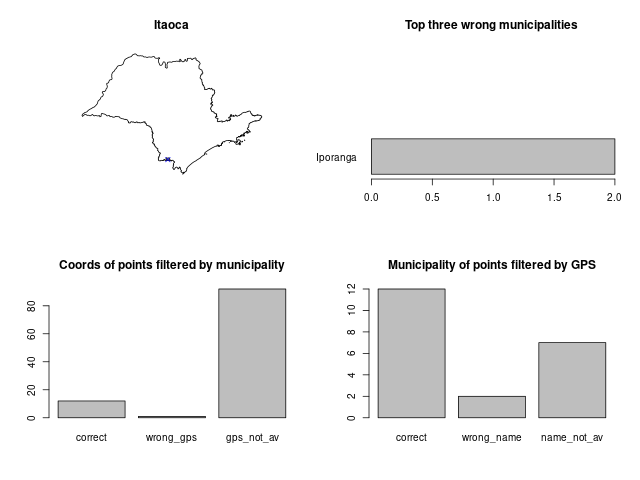 Itaoca
Top three wrong municipalities
Iporanga
0.0 0.5 1.0 1.5 2.0
Coords of points filtered by municipality
0 20 40 60 80
correct wrong_gps gps_not_av
Municipality of points filtered by GPS
0 2 4 6 8 10 12
correct wrong_name name_not_av